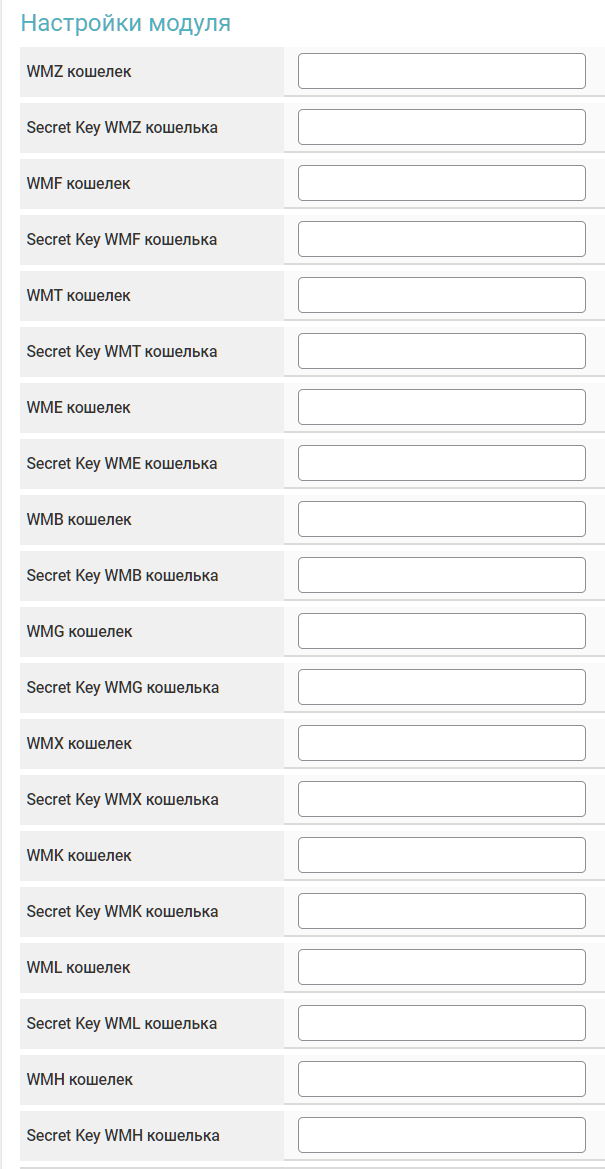 Настройки модуля
WMZ кошелек
Secret Key WMZ кошелька
WMF кошелек
Secret Key WMF кошелька
WMT кошелек
Secret Key WMT кошелька
WME кошелек
Secret Key WME кошелька
WMB кошелек
Secret Key WMB кошелька
WMG кошелек
Secret Key WMG кошелька
WMX кошелек
Secret Key WMX кошелька
WMK кошелек
Secret Key WMK кошелька
WML кошелек
Secret Key WML кошелька
WMH кошелек
Secret Key WMH кошелька